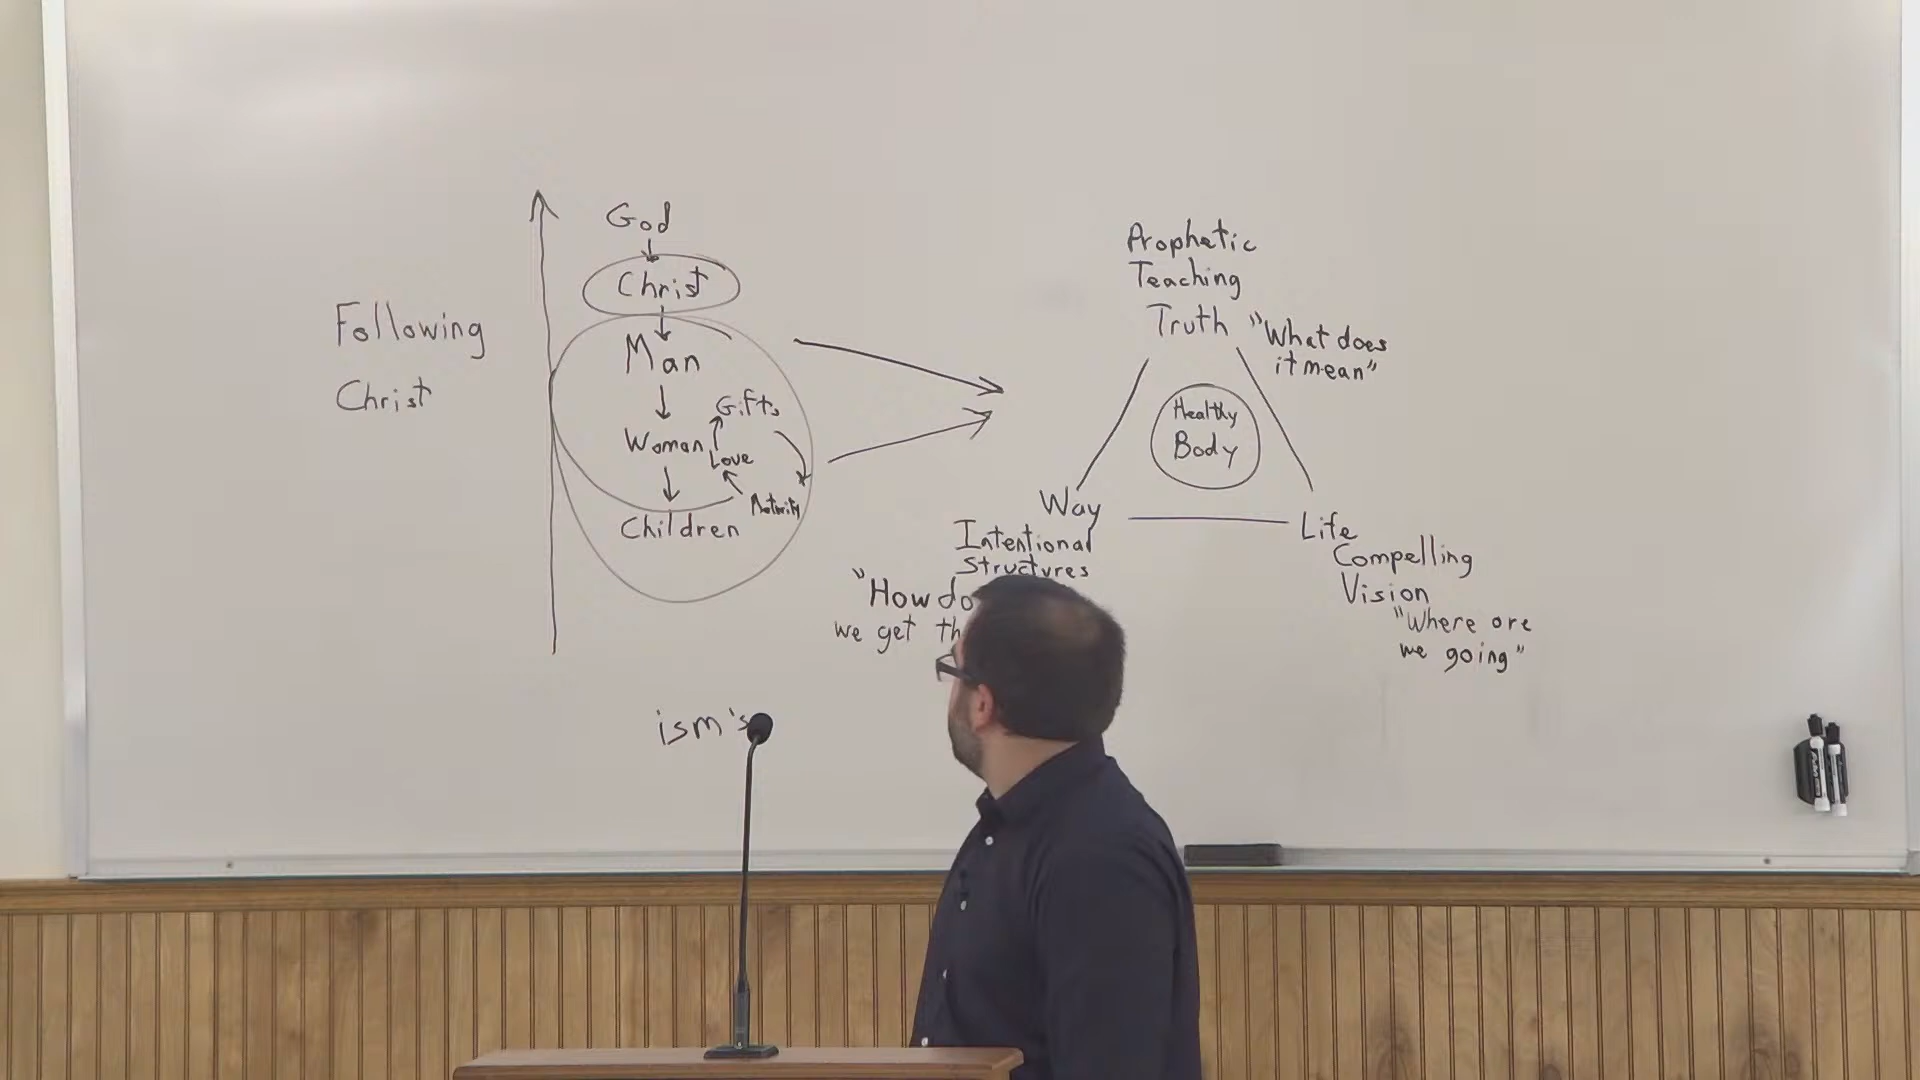 Following
Christ
God
Christ
Man
Gifts
Woman
Love
Maturity
Children
ism's
Prophetic
Teaching
Truth
"What does
it mean"
Healthy
Body
Way
Intentional
Structures
"How do
we get
Life
Compelling
Vision
"Where are
we going"